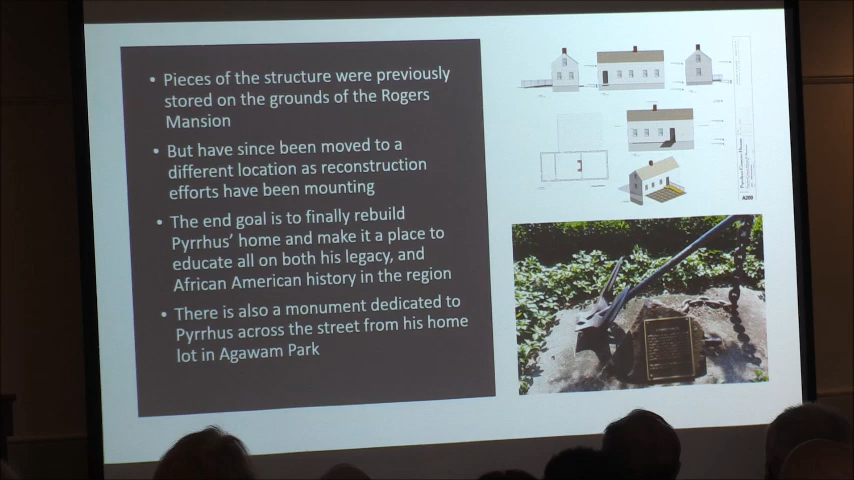 • Pieces of the structure were previously
stored on the grounds of the Rogers
Mansion
• But have since been moved to a
different location as reconstruction
efforts have been mounting
• The end goal is to finally rebuild
Pyrrhus' home and make it a place to
educate all on both his legacy, and
African American history in the region
• There is also a monument dedicated to
Pyrrhus across the street from his home
lot in Agawam Park
A200